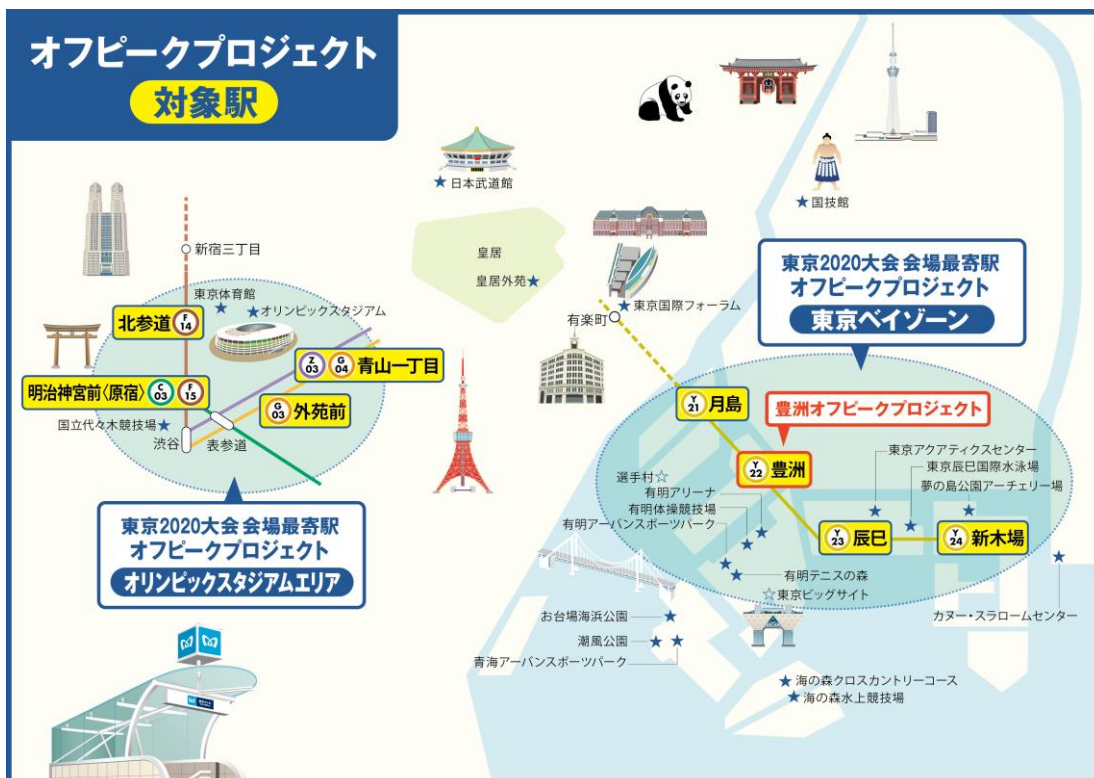 オフピークプロジェクト
対象駅
日本武道館
国技館
新宿三丁目
皇居
皇居外苑
東京国際フォーラム
有楽町
東京体育館
オリンピックスタジアム
北参道
F
14
Z
03
G
04
青山一丁目
明治神宮前〈原宿〉
C
03
F
15
G
03
外苑前
国立代々木競技場
渋谷
表参道
東京2020大会 会場最寄駅
オフピークプロジェクト
オリンピックスタジアムエリア
東京2020大会 会場最寄駅
オフピークプロジェクト
東京ベイゾーン
Y
21
月島
豊洲オフピークプロジェクト
Y
22
豊洲
東京アクアティクスセンター
東京辰巳国際水泳場
夢の島公園アーチェリー場
選手村
有明アリーナ
有明体操競技場
有明アーバンスポーツパーク
Y
23
辰巳
Y
24
新木場
有明テニスの森
東京ビッグサイト
カヌー・スラロームセンター
お台場海浜公園
潮風公園
青海アーバンスポーツパーク
海の森クロスカントリーコース
海の森水上競技場